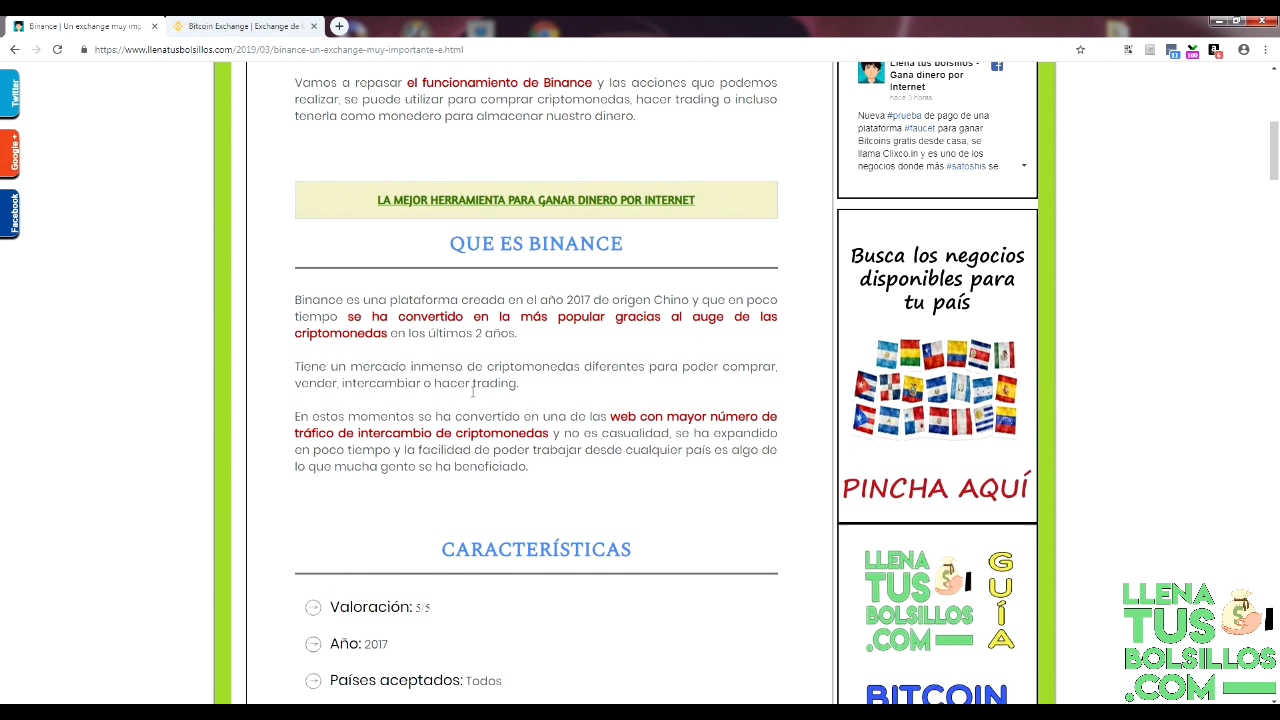 Binance | Un exchange muy imp
Bitcoin Exchange | Exchange de
https://www.llenatusbolsillos.com/2019/03/binance-un-exchange-muy-importante-e.html
11
100
Twitter
Google +
Facebook
Vamos a repasar el funcionamiento de Binance y las acciones que podemos
realizar, se puede utilizar para comprar criptomonedas, hacer trading o incluso
tenerla como monedero para almacenar nuestro dinero.
LA MEJOR HERRAMIENTA PARA GANAR DINERO POR INTERNET
QUE ES BINANCE
Binance es una plataforma creada en el año 2017 de origen Chino y que en poco
tiempo se ha convertido en la más popular gracias al auge de las
criptomonedas en los últimos 2 años.
Tiene un mercado inmenso de criptomonedas diferentes para poder comprar,
vender, intercambiar o hacer trading.
En estos momentos se ha convertido en una de las web con mayor número de
tráfico de intercambio de criptomonedas y no es casualidad, se ha expandido
en poco tiempo y la facilidad de poder trabajar desde cualquier país es algo de
lo que mucha gente se ha beneficiado.
CARACTERÍSTICAS
Valoración: 5/5
Año: 2017
Países aceptados: Todos
Llena tus bolsillos -
Gana dinero por
Internet
hace 3 horas
Nueva #prueba de pago de una
plataforma #faucet para ganar
Bitcoins gratis desde casa, se
llama Clixco.in y es uno de los
negocios donde más #satoshis se
Busca los negocios
disponibles para
tu país
PINCHA AQUÍ
LLENA
TUS
BOLSILLOS
.COM
GUÍA
BITCOIN
LLENA
TUS
BOLSILLOS
.COM